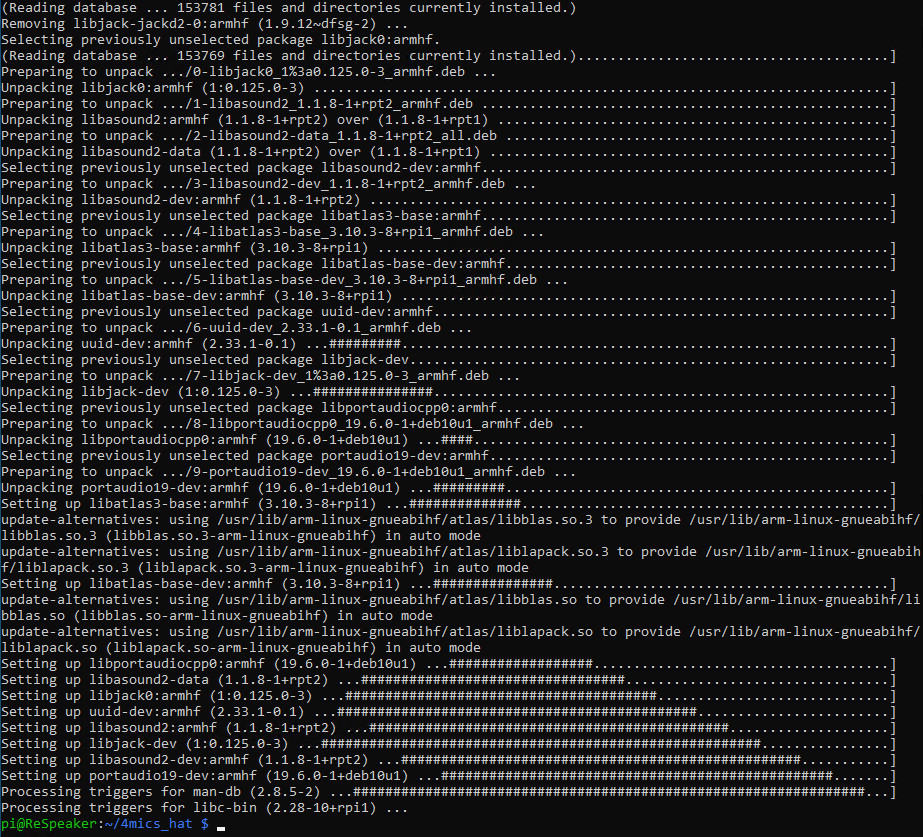 (Reading database ... 153781 files and directories currently installed.)
Removing libjack-jackd2-0:armhf (1.9.12~dfsg-2) ...
Selecting previously unselected package libjack0:armhf.
(Reading database ... 153769 files and directories currently installed.).......................................]
Preparing to unpack .../0-libjack0_1%3a0.125.0-3_armhf.deb ...
Unpacking libjack0:armhf (1:0.125.0-3) ........................................................................]
Preparing to unpack .../1-libasound2_1.1.8-1+rpt2_armhf.deb ...................................................]
Unpacking libasound2:armhf (1.1.8-1+rpt2) over (1.1.8-1+rpt1) .................................................]
Preparing to unpack .../2-libasound2-data_1.1.8-1+rpt2_all.deb ................................................]
Unpacking libasound2-data (1.1.8-1+rpt2) over (1.1.8-1+rpt1) ..................................................]
Selecting previously unselected package libasound2-dev:armhf...................................................]
Preparing to unpack .../3-libasound2-dev_1.1.8-1+rpt2_armhf.deb ...
Unpacking libasound2-dev:armhf (1.1.8-1+rpt2) .................................................................]
Selecting previously unselected package libatlas3-base:armhf...................................................]
Preparing to unpack .../4-libatlas3-base_3.10.3-8+rpi1_armhf.deb ...
Unpacking libatlas3-base:armhf (3.10.3-8+rpi1) ................................................................]
Selecting previously unselected package libatlas-base-dev:armhf................................................]
Preparing to unpack .../5-libatlas-base-dev_3.10.3-8+rpi1_armhf.deb ...
Unpacking libatlas-base-dev:armhf (3.10.3-8+rpi1) .............................................................]
Selecting previously unselected package uuid-dev:armhf.........................................................]
Preparing to unpack .../6-uuid-dev_2.33.1-0.1_armhf.deb ...
Unpacking uuid-dev:armhf (2.33.1-0.1) ...#########.............................................................]
Selecting previously unselected package libjack-dev............................................................]
Preparing to unpack .../7-libjack-dev_1%3a0.125.0-3_armhf.deb ...
Unpacking libjack-dev (1:0.125.0-3) ...###############.........................................................]
Selecting previously unselected package libportaudiocpp0:armhf.................................................]
Preparing to unpack .../8-libportaudiocpp0_19.6.0-1+deb10u1_armhf.deb ...
Unpacking libportaudiocpp0:armhf (19.6.0-1+deb10u1) ...####....................................................]
Selecting previously unselected package portaudio19-dev:armhf..................................................]
Preparing to unpack .../9-portaudio19-dev_19.6.0-1+deb10u1_armhf.deb ...
Unpacking portaudio19-dev:armhf (19.6.0-1+deb10u1) ...#########................................................]
Setting up libatlas3-base:armhf (3.10.3-8+rpi1) ...##############..............................................]
update-alternatives: using /usr/lib/arm-linux-gnueabihf/atlas/libblas.so.3 to provide /usr/lib/arm-linux-gnueabihf/
libblas.so.3 (libblas.so.3-arm-linux-gnueabihf) in auto mode
update-alternatives: using /usr/lib/arm-linux-gnueabihf/atlas/liblapack.so.3 to provide /usr/lib/arm-linux-gnueabih
f/liblapack.so.3 (liblapack.so.3-arm-linux-gnueabihf) in auto mode
Setting up libatlas-base-dev:armhf (3.10.3-8+rpi1) ...###############..........................................]
update-alternatives: using /usr/lib/arm-linux-gnueabihf/atlas/libblas.so to provide /usr/lib/arm-linux-gnueabihf/li
bblas.so (libblas.so-arm-linux-gnueabihf) in auto mode
update-alternatives: using /usr/lib/arm-linux-gnueabihf/atlas/liblapack.so to provide /usr/lib/arm-linux-gnueabihf/
liblapack.so (liblapack.so-arm-linux-gnueabihf) in auto mode
Setting up libportaudiocpp0:armhf (19.6.0-1+deb10u1) ...##################.....................................]
Setting up libasound2-data (1.1.8-1+rpt2) ...#################################.................................]
Setting up libjack0:armhf (1:0.125.0-3) ...#######################################.............................]
Setting up uuid-dev:armhf (2.33.1-0.1) ...#############################################........................]
Setting up libasound2:armhf (1.1.8-1+rpt2) ...#############################################....................]
Setting up libjack-dev (1:0.125.0-3) ...#######################################################................]
Setting up libasound2-dev:armhf (1.1.8-1+rpt2) ...##################################################...........]
Setting up portaudio19-dev:armhf (19.6.0-1+deb10u1) ...#################################################.......]
Processing triggers for man-db (2.8.5-2) ...################################################################...]
Processing triggers for libc-bin (2.28-10+rpi1) ...
pi@ReSpeaker:~/4mics_hat $